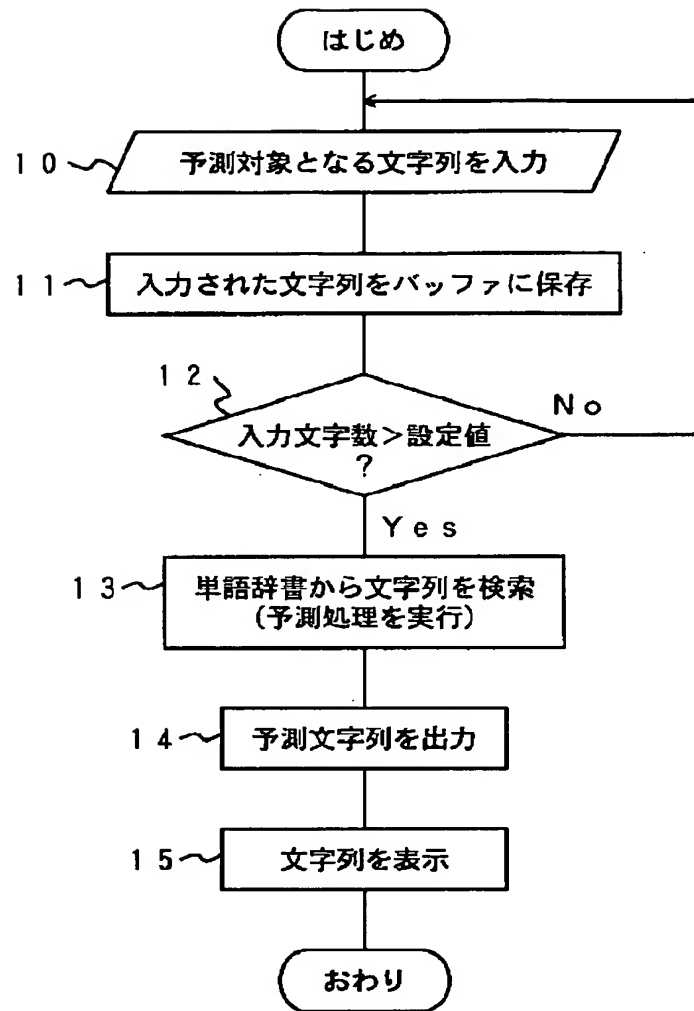 はじめ
10
予測対象となる文字列を入力
11
入力された文字列をバッファに保存
12
入力文字数>設定値
?
No
Yes
13
単語辞書から文字列を検索
(予測処理を実行)
14
予測文字列を出力
15
文字列を表示
おわり